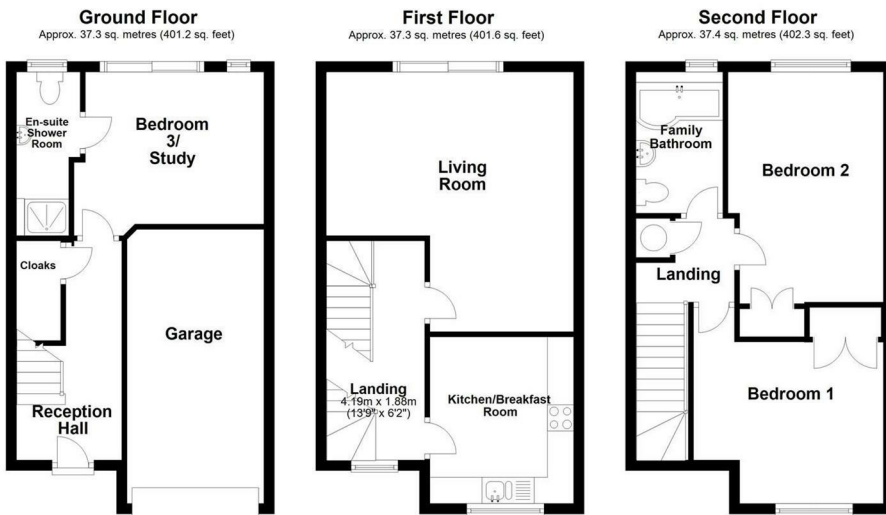 Ground Floor
Approx. 37.3 sq. metres (401.2 sq. feet)
En-suite
Shower
Room
Bedroom
3/
Study
Cloaks
Garage
Reception
Hall
First Floor
Approx. 37.3 sq. metres (401.6 sq. feet)
Living
Room
Landing
4.19m x 1.88m
(13'9" x 6'2")
Kitchen/Breakfast
Room
Second Floor
Approx. 37.4 sq. metres (402.3 sq. feet)
Family
Bathroom
Bedroom 2
Landing
Bedroom 1